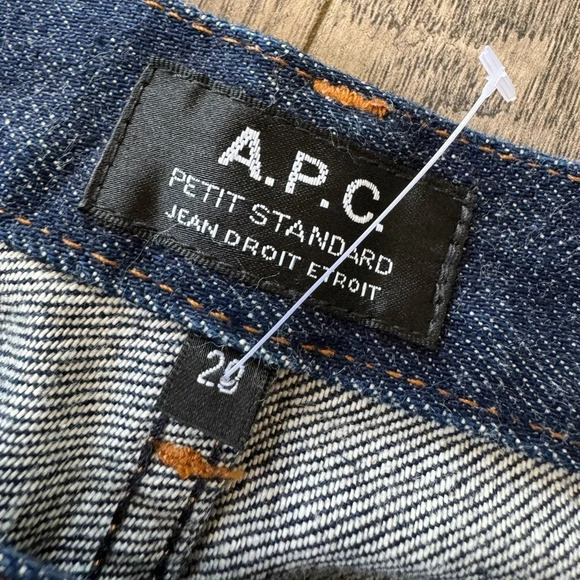 A.P.C.
PETIT STANDARD
JEAN DROIT ETROIT